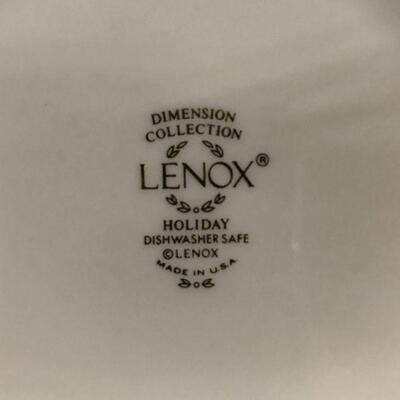 DIMENSION
COLLECTION
LENOX®
HOLIDAY
DISHWASHER SAFE
©LENOX
MADE IN U.S.A.